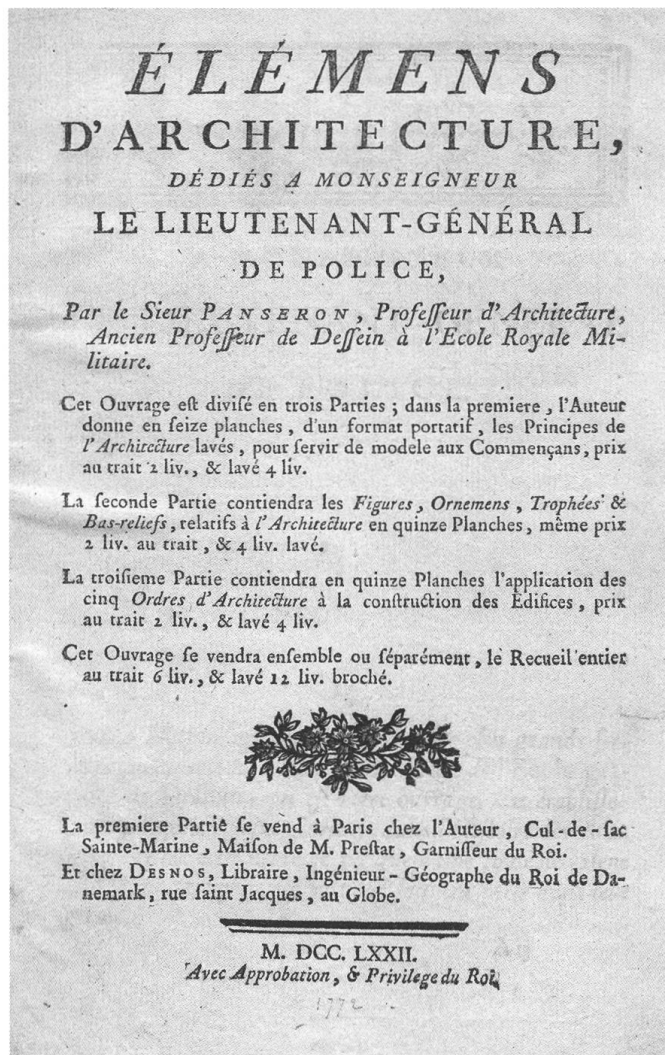 ÉLÉMENS
D'ARCHITECTURE,
DÉDIÉS A MONSEIGNEUR
LE LIEUTENANT-GÉNÉRAL
DE POLICE,
Par le Sieur PANSERON, Professeur d'Architecture,
Ancien Professeur de Dessein à l'Ecole Royale Mi-
litaire.
Cet Ouvrage est divisé en trois Parties ; dans la premiere, l'Auteur
donne en seize planches, d'un format portatif, les Principes de
l'Architecture lavés, pour servir de modele aux Commençans, prix
au trait 2 liv., & lavé 4 liv.
La seconde Partie contiendra les Figures, Ornemens, Trophées &
Bas-reliefs, relatifs à l'Architecture en quinze Planches, même prix
2 liv. au trait, & 4 liv. lavé.
La troisieme Partie contiendra en quinze Planches l'application des
cinq Ordres d'Architecture à la construction des Édifices, prix
au trait 2 liv., & lavé 4 liv.
Cet Ouvrage se vendra ensemble ou séparément, le Recueil entier
au trait 6 liv., & lavé 12 liv. broché.
La premiere Partie se vend à Paris chez l'Auteur, Cul-de-sac
Sainte-Marine, Maison de M. Prestat, Garnisseur du Roi.
Et chez DESNOS, Libraire, Ingénieur-Géographe du Roi de Da-
nemark, rue saint Jacques, au Globe.
M. DCC. LXXII.
Avec Approbation, & Privilege du Roi.
1772